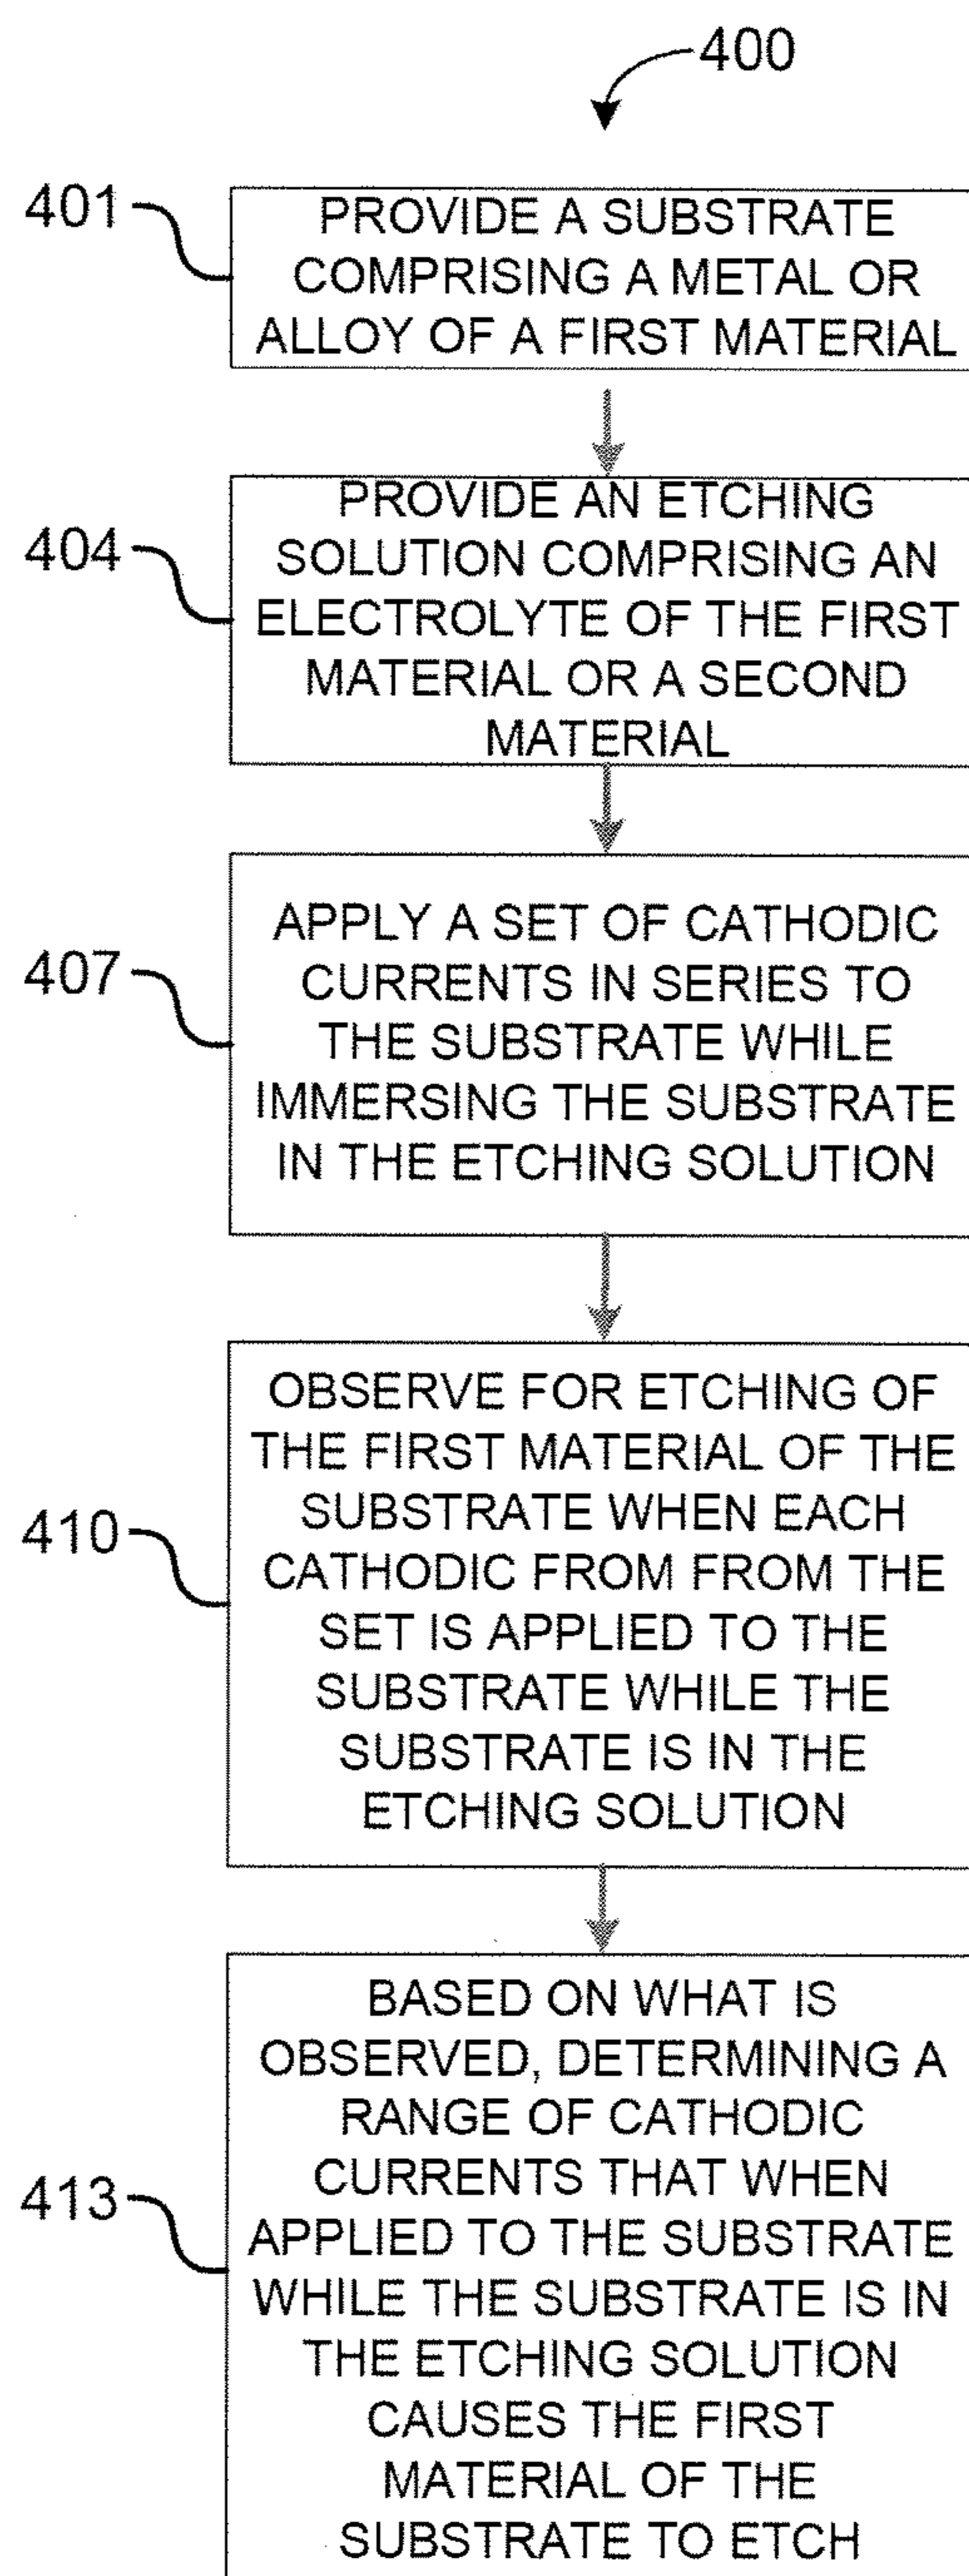 400
401
PROVIDE A SUBSTRATE
COMPRISING A METAL OR
ALLOY OF A FIRST MATERIAL
404
PROVIDE AN ETCHING
SOLUTION COMPRISING AN
ELECTROLYTE OF THE FIRST
MATERIAL OR A SECOND
MATERIAL
407
APPLY A SET OF CATHODIC
CURRENTS IN SERIES TO
THE SUBSTRATE WHILE
IMMERSING THE SUBSTRATE
IN THE ETCHING SOLUTION
410
OBSERVE FOR ETCHING OF
THE FIRST MATERIAL OF THE
SUBSTRATE WHEN EACH
CATHODIC FROM FROM THE
SET IS APPLIED TO THE
SUBSTRATE WHILE THE
SUBSTRATE IS IN THE
ETCHING SOLUTION
413
BASED ON WHAT IS
OBSERVED, DETERMINING A
RANGE OF CATHODIC
CURRENTS THAT WHEN
APPLIED TO THE SUBSTRATE
WHILE THE SUBSTRATE IS IN
THE ETCHING SOLUTION
CAUSES THE FIRST
MATERIAL OF THE
SUBSTRATE TO ETCH